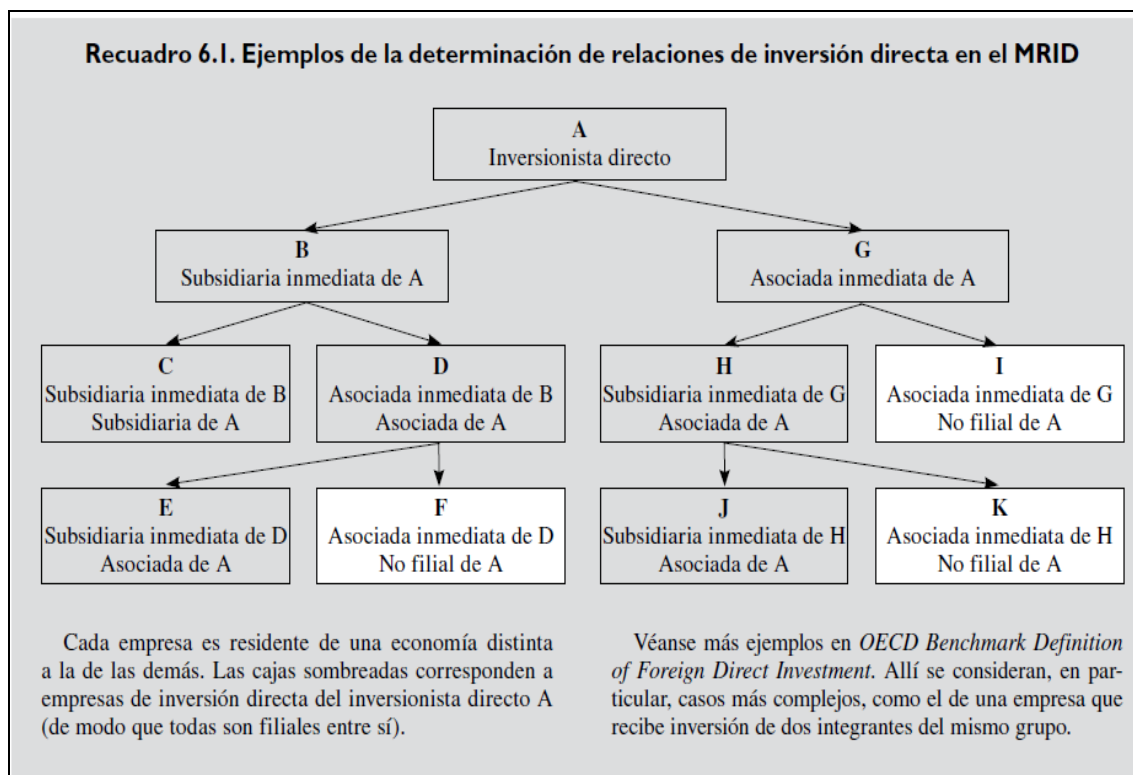 Recuadro 6.1. Ejemplos de la determinación de relaciones de inversión directa en el MRID
A
Inversionista directo
B
Subsidiaria inmediata de A
G
Asociada inmediata de A
C
Subsidiaria inmediata de B
Subsidiaria de A
D
Asociada inmediata de B
Asociada de A
H
Subsidiaria inmediata de G
Asociada de A
I
Asociada inmediata de G
No filial de A
E
Subsidiaria inmediata de D
Asociada de A
F
Asociada inmediata de D
No filial de A
J
Subsidiaria inmediata de H
Asociada de A
K
Asociada inmediata de H
No filial de A
Cada empresa es residente de una economía distinta
a la de las demás. Las cajas sombreadas corresponden a
empresas de inversión directa del inversionista directo A
(de modo que todas son filiales entre sí).
Véanse más ejemplos en OECD Benchmark Definition
of Foreign Direct Investment. Allí se consideran, en par-
ticular, casos más complejos, como el de una empresa que
recibe inversión de dos integrantes del mismo grupo.